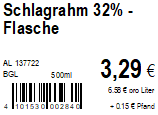 Schlagrahm 32% -
Flasche
AL 137722
BGL 500ml
3,29 €
6.58 € pro Liter
+ 0.15 € Pfand
4 101530 002840